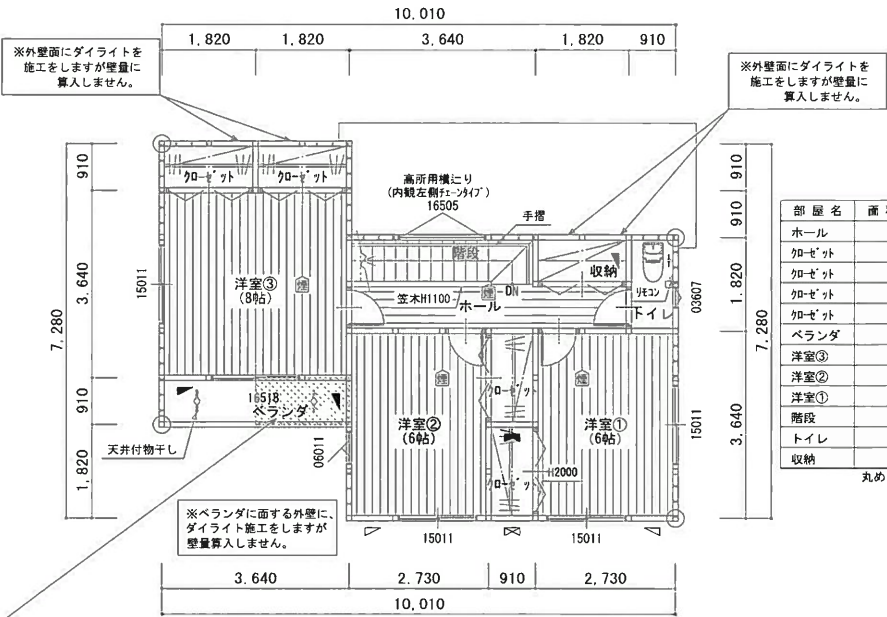 10,010
1,820
1,820
3,640
1,820
910
※外壁面にダイライトを
施工をしますが壁量に
算入しません。
※外壁面にダイライトを
施工をしますが壁量に
算入しません。
910
3,640
7,280
910
1,820
クローゼット
クローゼット
高所用横辷り
(内観左側チェーンタイプ)
16505
手摺
階段
収納
15011
洋室③
(8帖)
煙
笠木H1100
煙
DN
ホール
リモコン
トイレ
03607
910
910
1,820
7,280
3,640
16518
ベランダ
天井付物干し
06011
煙
洋室②
(6帖)
クローゼット
クローゼット
H2000
煙
洋室①
(6帖)
15011
※ベランダに面する外壁に、
ダイライト施工をしますが
壁量算入しません。
15011
15011
3,640
2,730
910
2,730
10,010
部屋名
面
ホール
クローゼット
クローゼット
クローゼット
クローゼット
ベランダ
洋室③
洋室②
洋室①
階段
トイレ
収納
丸め